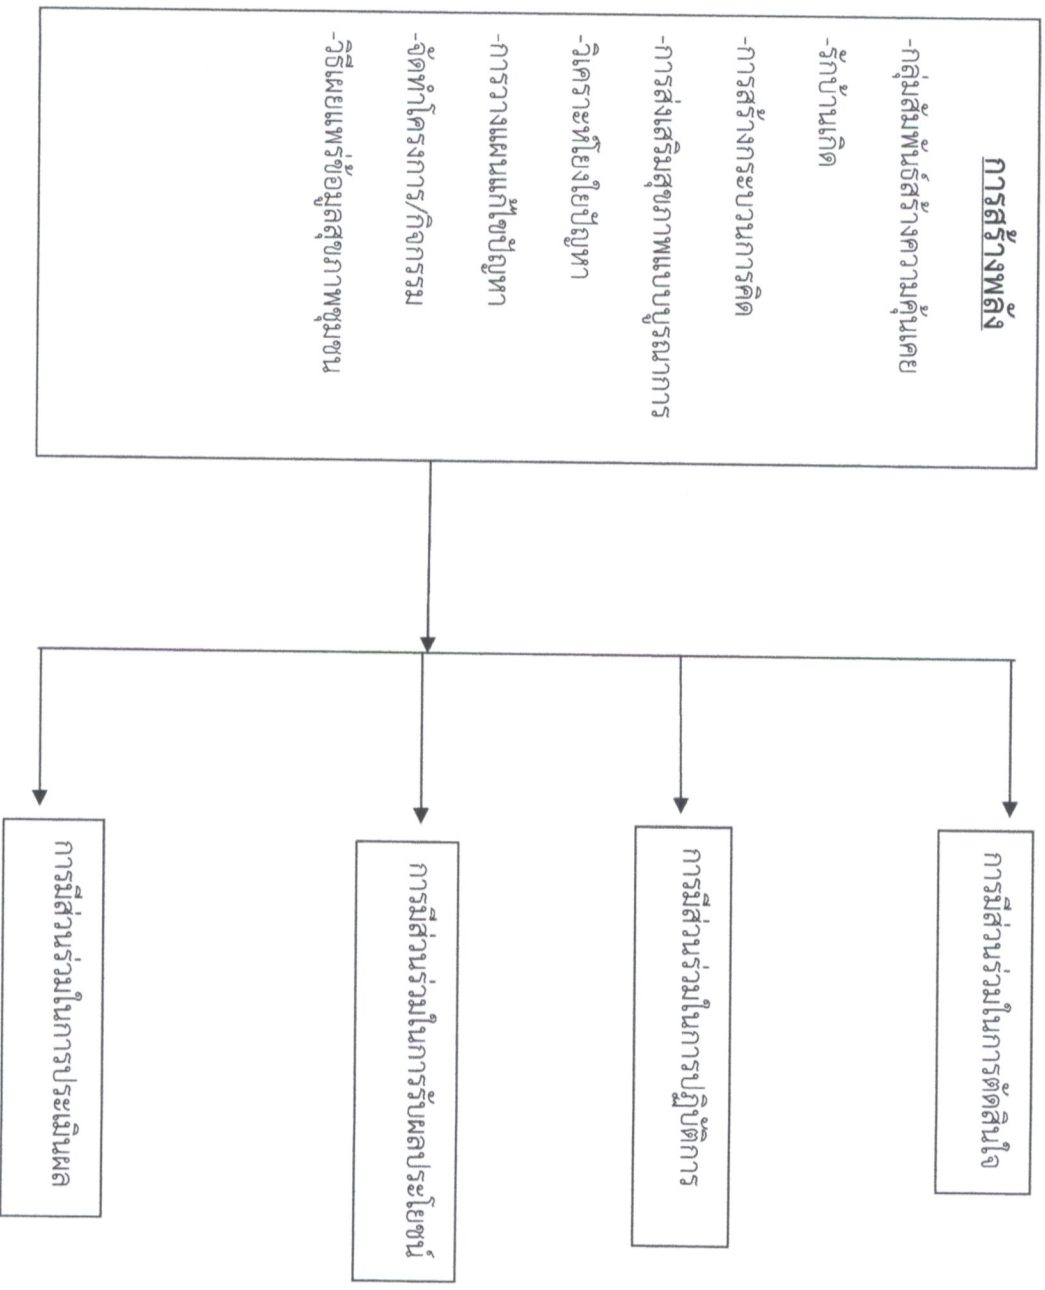 การสร้างพลัง
-กลุ่มสัมพันธ์สร้างความคุ้นเคย
-รักบ้านเกิด
-การสร้างกระบวนการคิด
-การส่งเสริมสุขภาพแบบบูรณาการ
-วิเคราะห์โยงใยปัญหา
-การวางแผนแก้ไขปัญหา
-จัดทำโครงการ/กิจกรรม
-วิธีเผยแพร่ข้อมูลสุขภาพชุมชน
การมีส่วนร่วมในการตัดสินใจ
การมีส่วนร่วมในการปฏิบัติการ
การมีส่วนร่วมในการรับผลประโยชน์
การมีส่วนร่วมในการประเมินผล